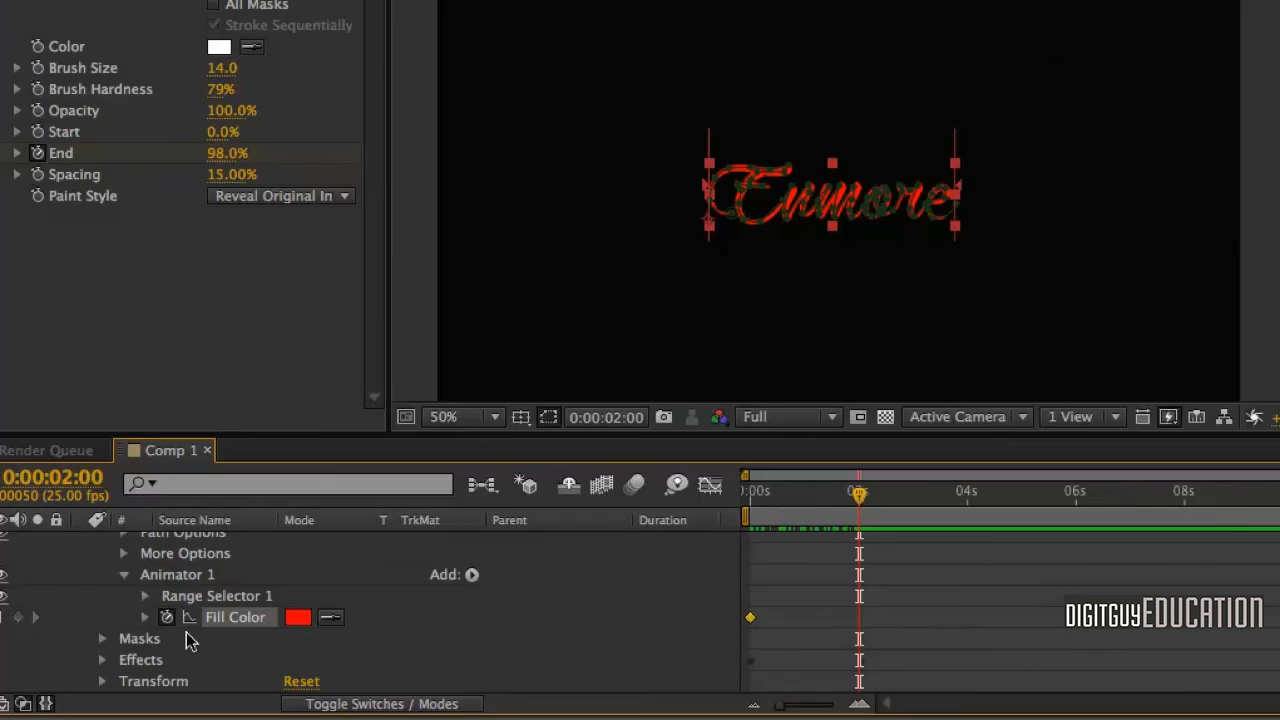 All Masks
Stroke Sequentially
Color
Brush Size 14.0
Brush Hardness 79%
Opacity 100.0%
Start 0.0%
End 98.0%
Spacing 15.00%
Paint Style Reveal Original In
Enmore
50% 0:00:02:00 Full Active Camera 1 View
Render Queue Comp 1 ×
0:00:02:00
00050 (25.00 fps)
:00s 04s 06s 08s
# Source Name Mode T TrkMat Parent Duration
Path Options
More Options
Animator 1 Add:
Range Selector 1
Fill Color
DIGITGUYEDUCATION
Masks
Effects
Transform Reset
Toggle Switches / Modes